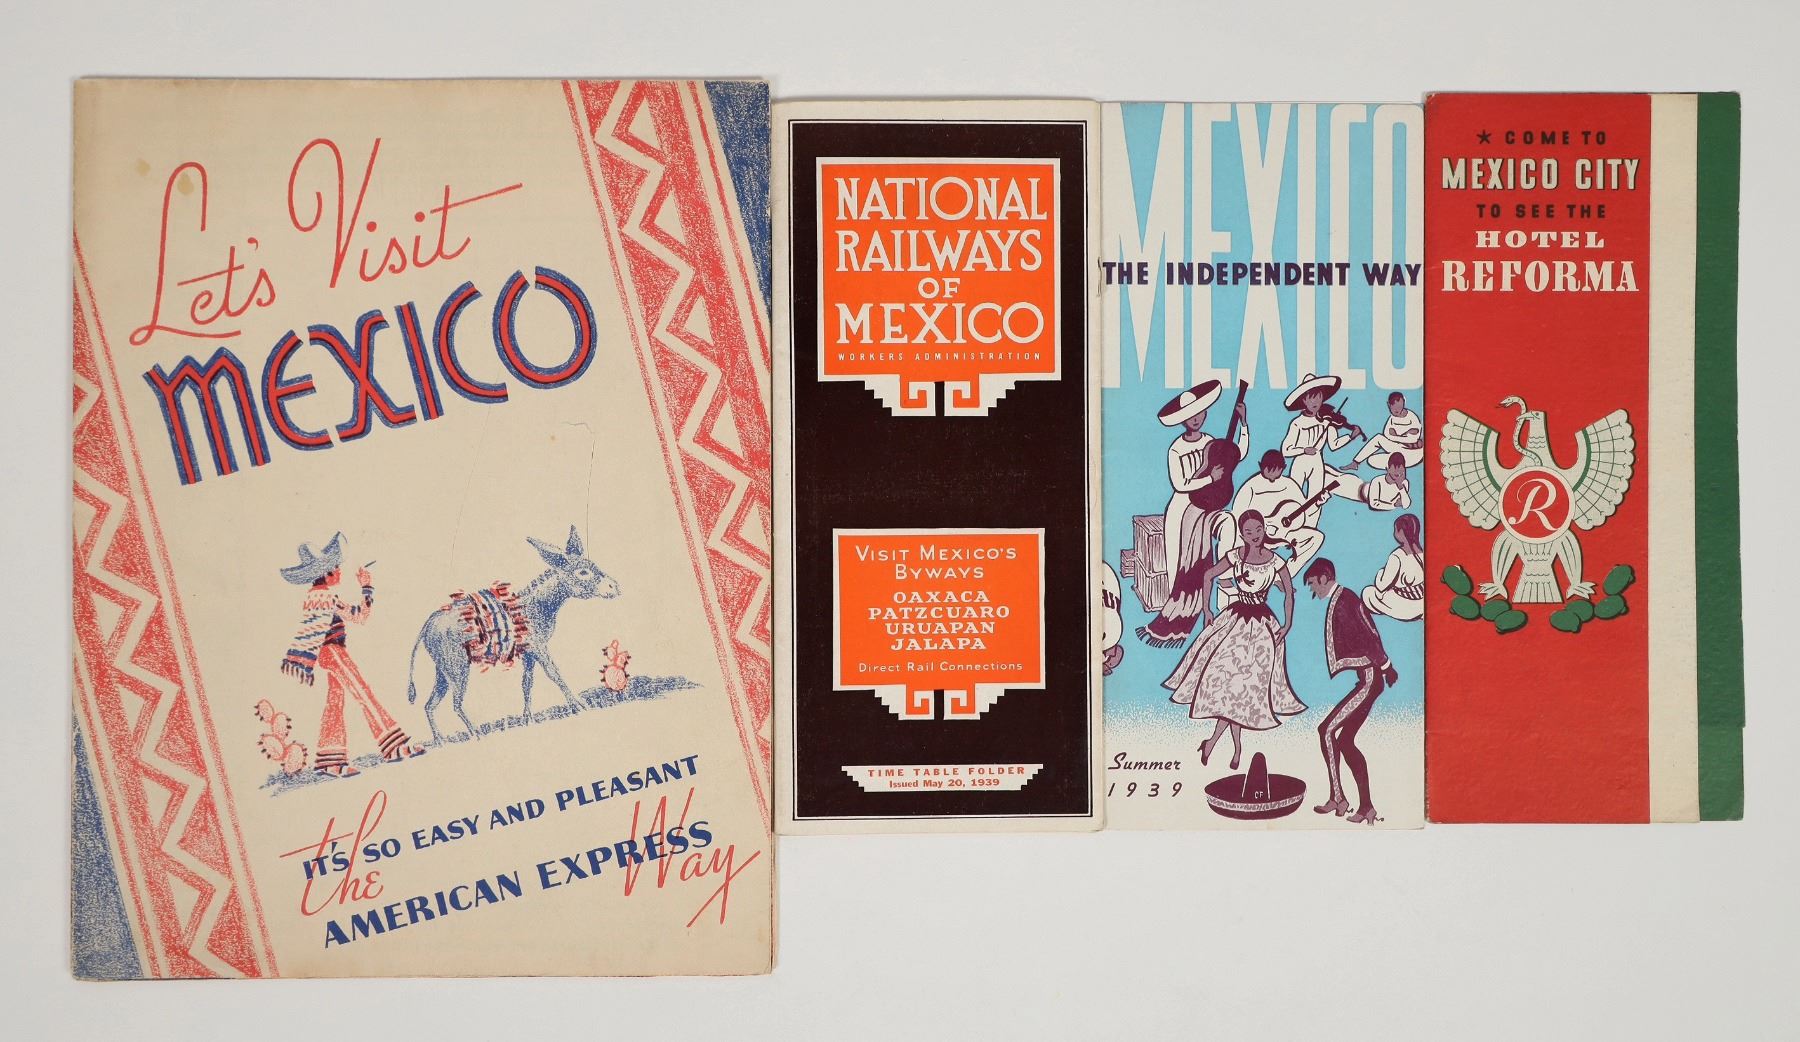 Let's Visit
MEXICO
IT'S SO EASY AND PLEASANT
the Way
AMERICAN EXPRESS
NATIONAL
RAILWAYS
OF
MEXICO
WORKERS ADMINISTRATION
VISIT MEXICO'S
BYWAYS
OAXACA
PATZCUARO
URUAPAN
JALAPA
Direct Rail Connections
TIME TABLE FOLDER
Issued May 20, 1939
MEXICO
THE INDEPENDENT WAY
Summer
1939
CF
★ COME TO
MEXICO CITY
TO SEE THE
HOTEL
REFORMA
R